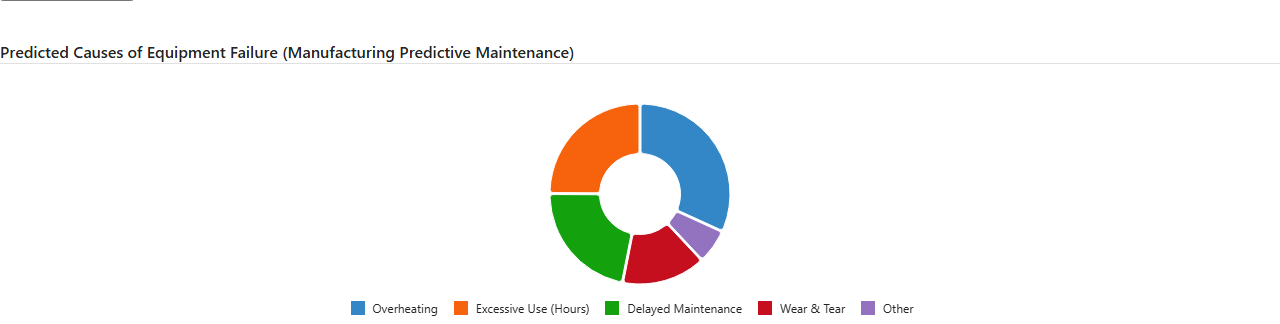 Predicted Causes of Equipment Failure (Manufacturing Predictive Maintenance)
Overheating Excessive Use (Hours) Delayed Maintenance Wear & Tear Other